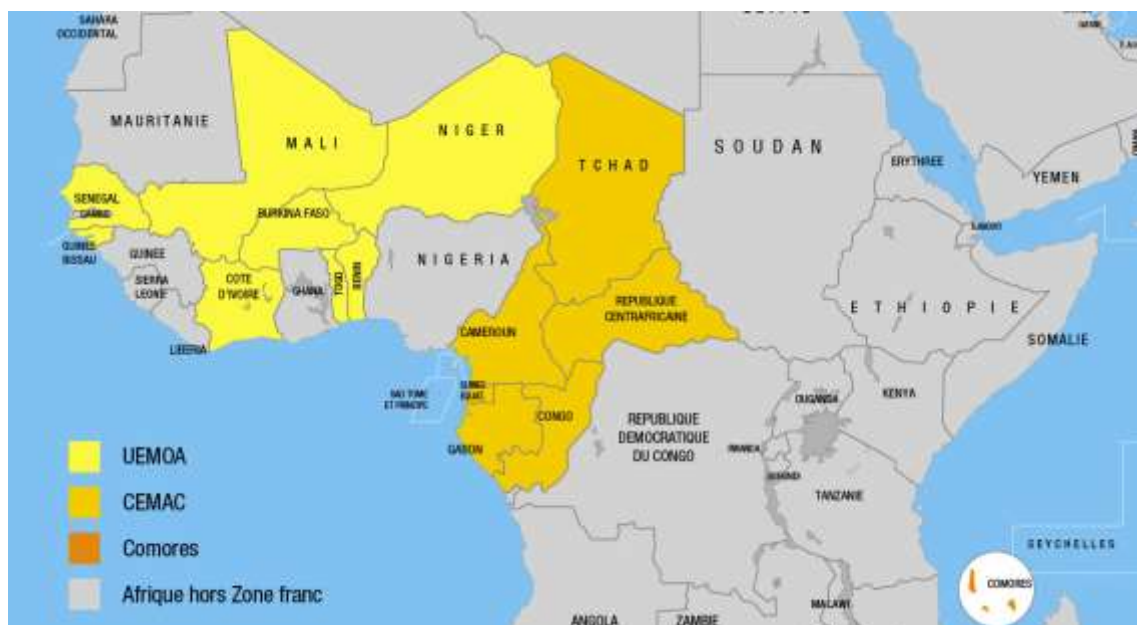 SAHARA
OCCIDENTAL
MAURITANIE
MALI
NIGER
TCHAD
SOUDAN
ERYTHREE
YEMEN
SENEGAL
GAMBIE
GUINEE
BISSAU
GUINEE
SIERRA
LEONE
LIBERIA
COTE
D'IVOIRE
BURKINA FASO
GHANA
TOGO
BENIN
NIGERIA
CAMEROUN
REPUBLIQUE
CENTRAFRICAINE
DJIBOUTI
ETHIOPIE
SOMALIE
SAO TOME
ET PRINCIPE
GUINEE
EQUAT.
GABON
CONGO
REPUBLIQUE
DEMOCRATIQUE
DU CONGO
OUGANDA
KENYA
RWANDA
BURUNDI
TANZANIE
SEYCHELLES
COMORES
ANGOLA
ZAMBIE
MALAWI
UEMOA
CEMAC
Comores
Afrique hors Zone franc